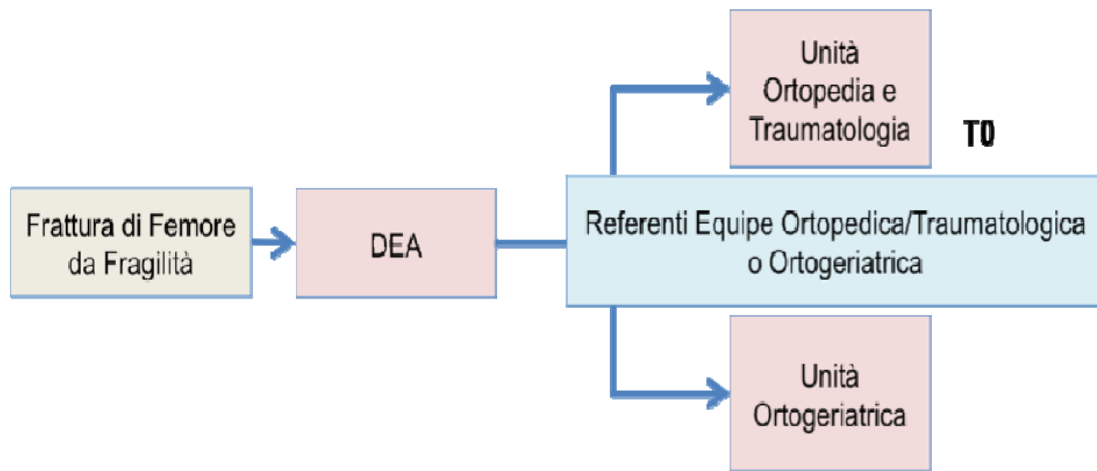 Unità
Ortopedia e
Traumatologia
T0
Frattura di Femore
da Fragilità
DEA
Referenti Equipe Ortopedica/Traumatologica
o Ortogeriatrica
Unità
Ortogeriatrica